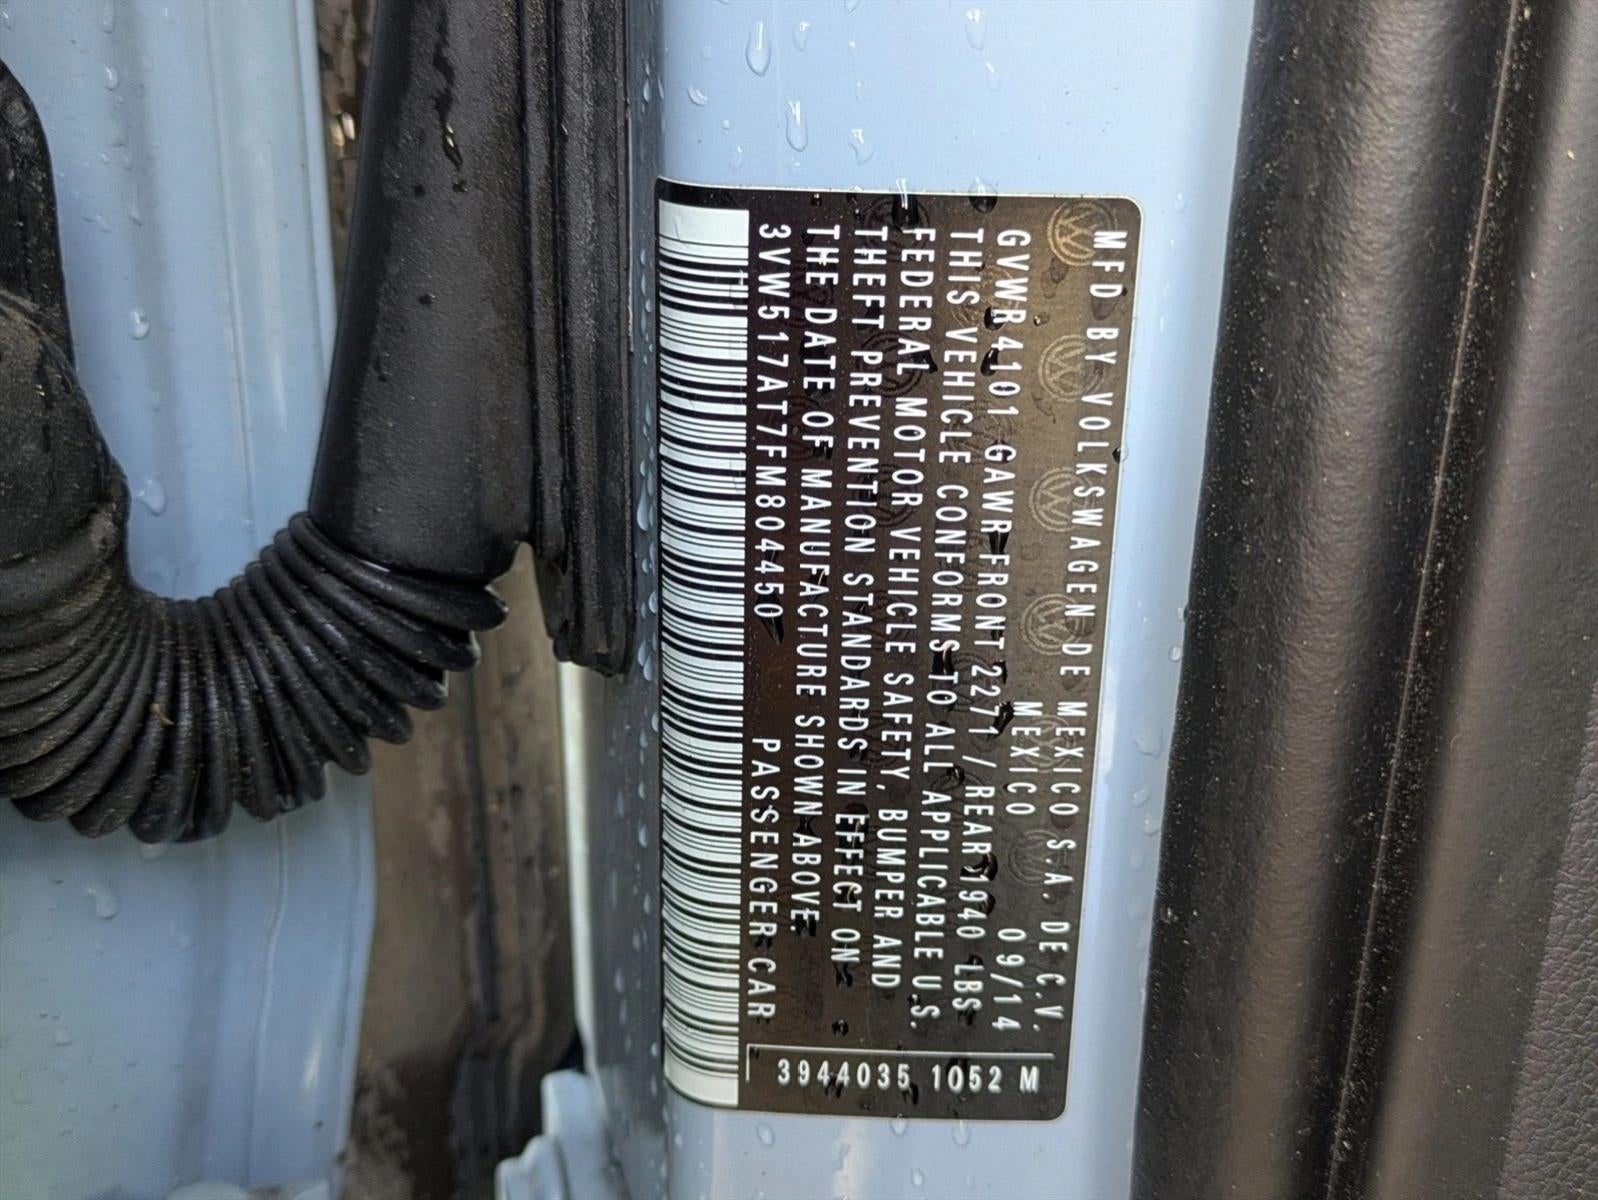 MFD BY VOLKSWAGEN DE MEXICO S.A. DE C.V.
MEXICO 09/14
GVWR 4101 GAWR FRONT 2271 / REAR 1940 LBS
THIS VEHICLE CONFORMS TO ALL APPLICABLE U.S.
FEDERAL MOTOR VEHICLE SAFETY, BUMPER AND
THEFT PREVENTION STANDARDS IN EFFECT ON
THE DATE OF MANUFACTURE SHOWN ABOVE.
3VW517AT7FM804450 PASSENGER CAR
3944035 1052 M